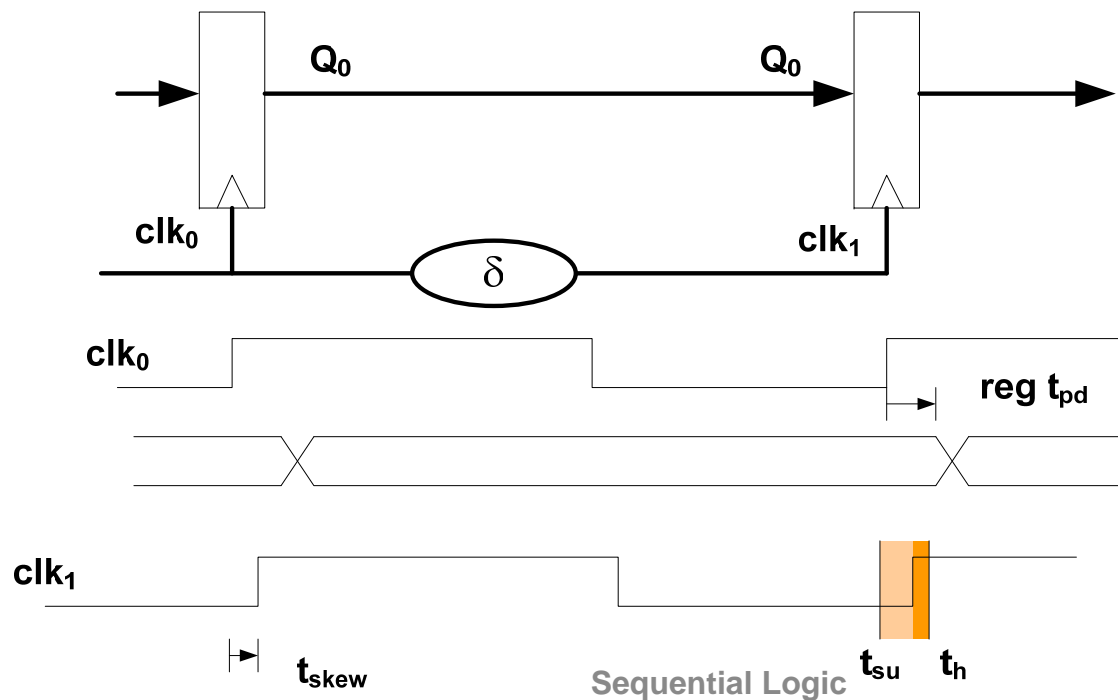 Q₀ Q₀
clk₀ clk₁
δ
clk₀
reg tpd
clk₁
tskew tsu th
Sequential Logic